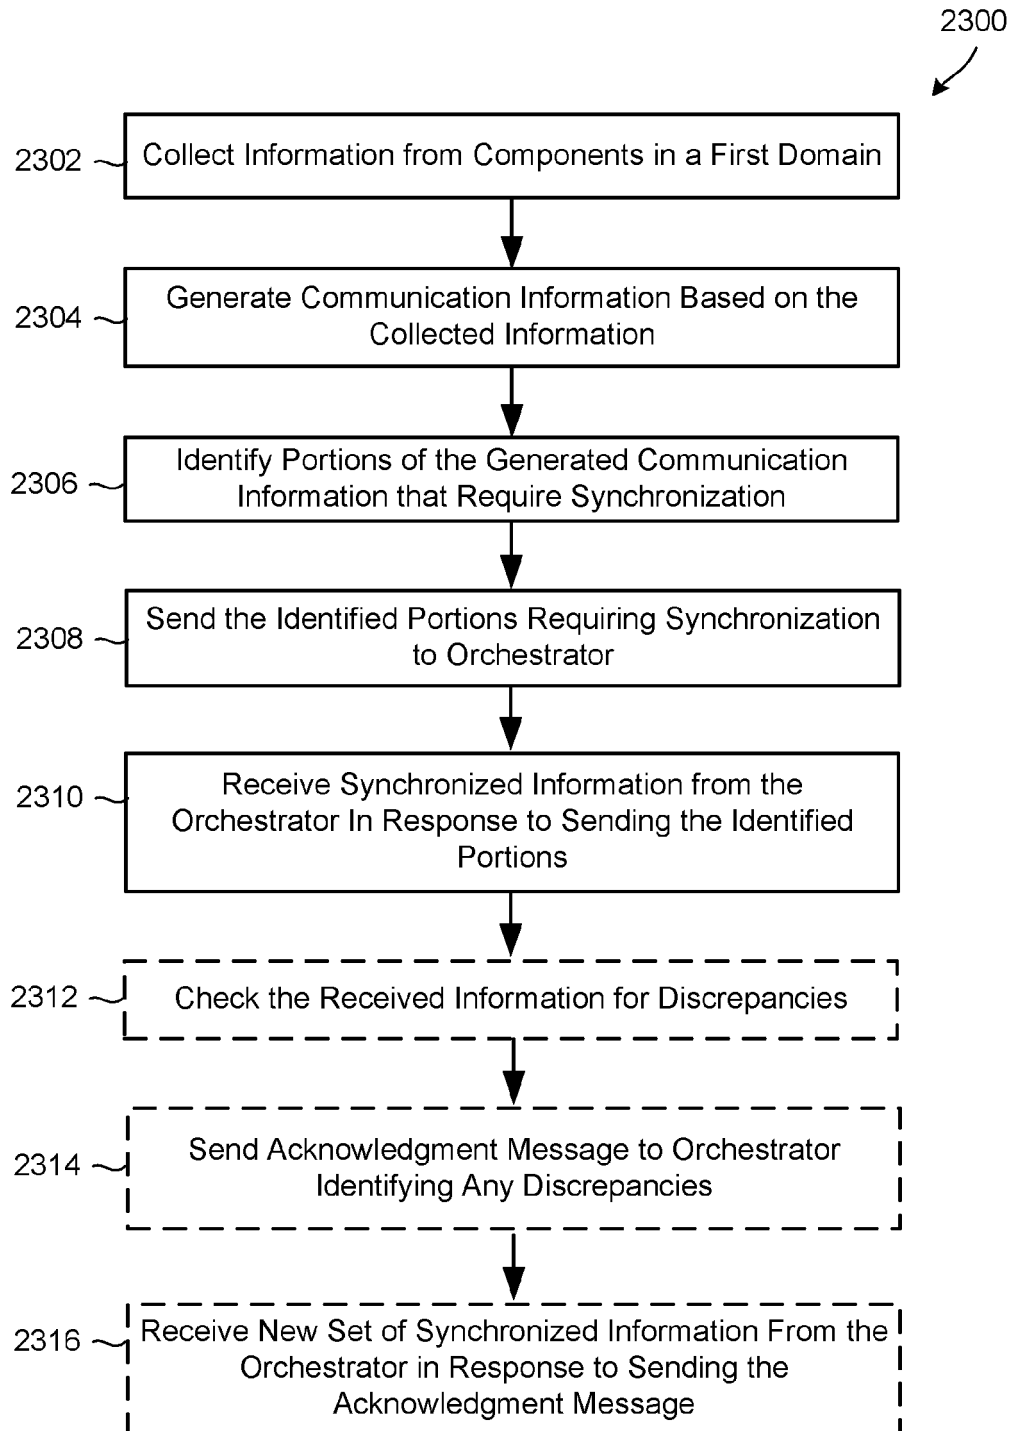 2300
2302
Collect Information from Components in a First Domain
2304
Generate Communication Information Based on the
Collected Information
2306
Identify Portions of the Generated Communication
Information that Require Synchronization
2308
Send the Identified Portions Requiring Synchronization
to Orchestrator
2310
Receive Synchronized Information from the
Orchestrator In Response to Sending the Identified
Portions
2312
Check the Received Information for Discrepancies
2314
Send Acknowledgment Message to Orchestrator
Identifying Any Discrepancies
2316
Receive New Set of Synchronized Information From the
Orchestrator in Response to Sending the
Acknowledgment Message